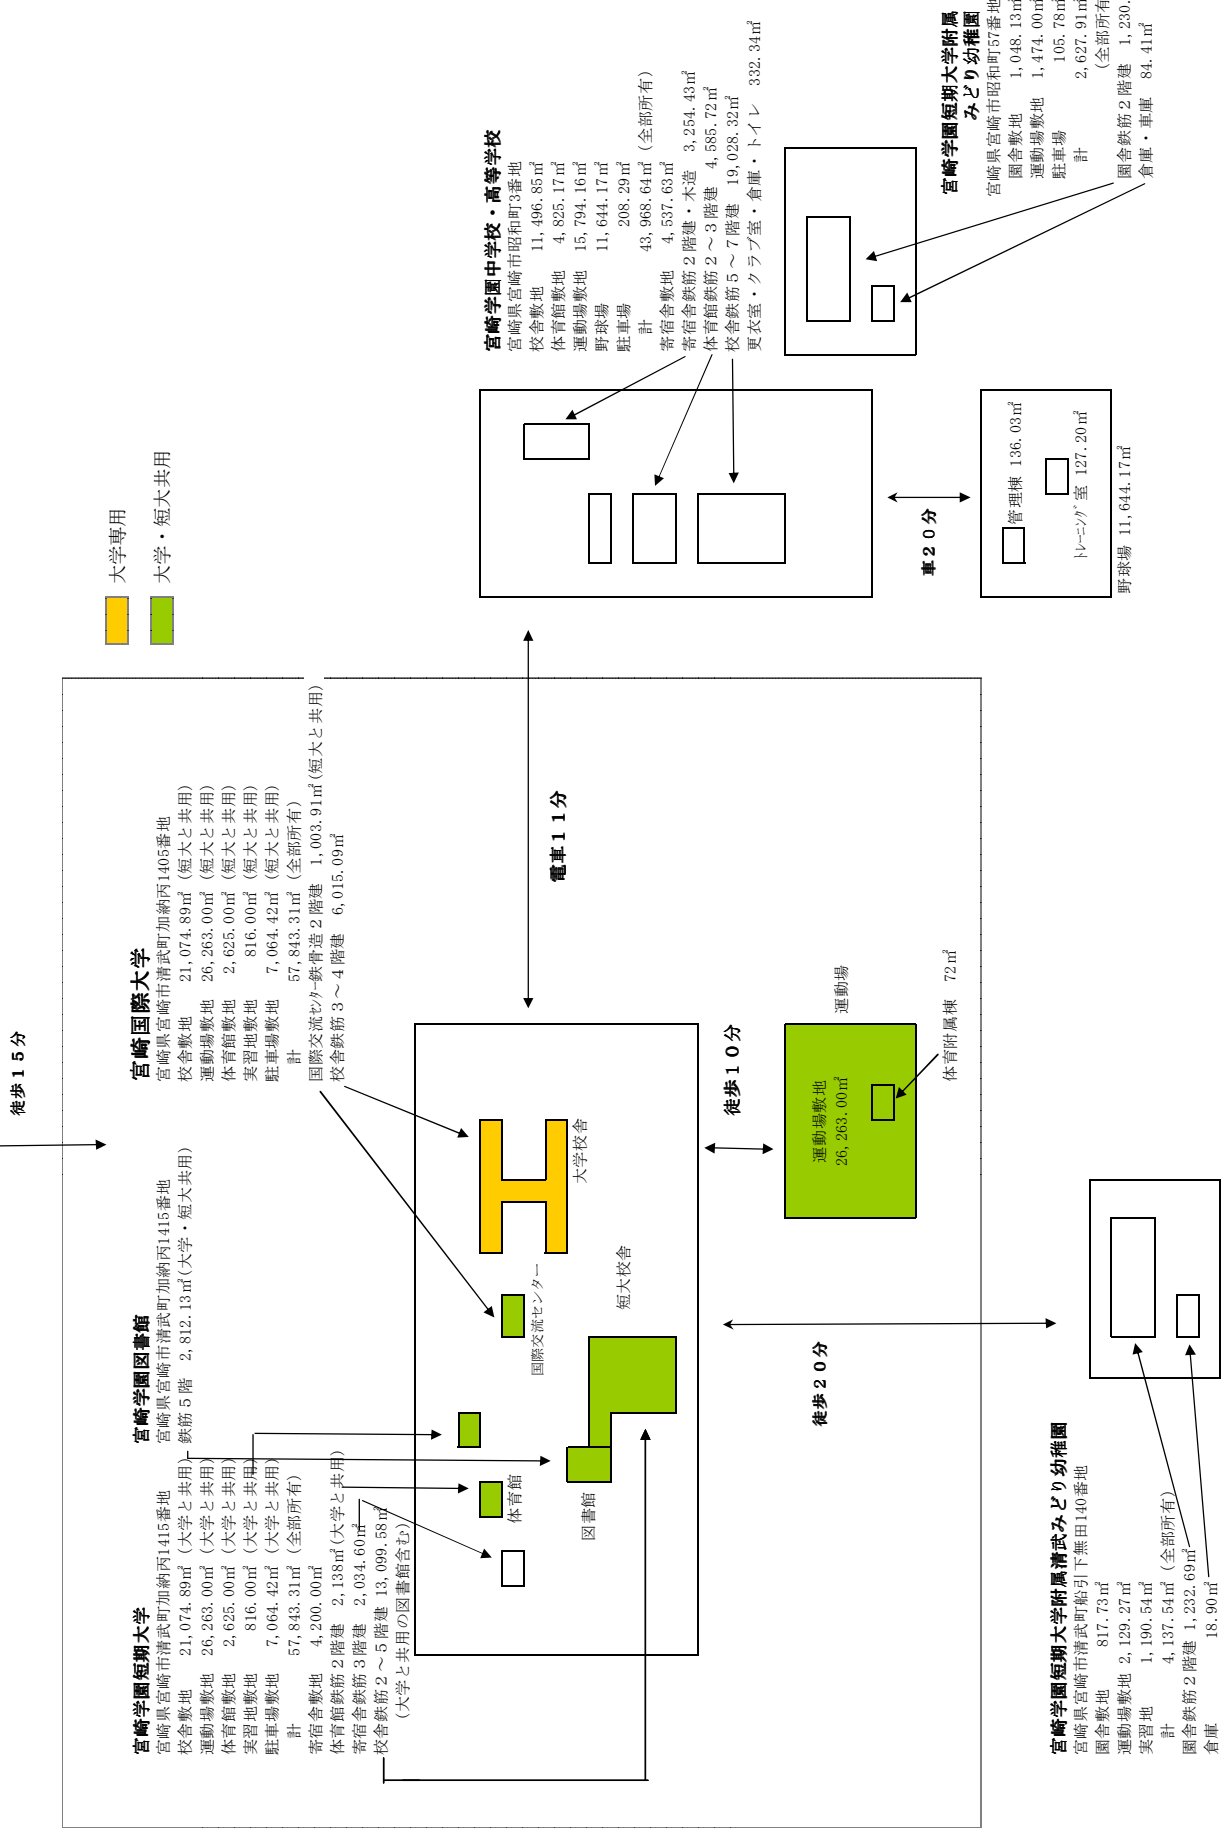 徒歩15分
大学専用
大学・短大共用
宮崎学園短期大学
宮崎県宮崎市清武町加納丙1415番地
校舎敷地 21,074.89㎡ (大学と共用)
運動場敷地 26,263.00㎡ (大学と共用)
体育館敷地 2,625.00㎡ (大学と共用)
実習地敷地 816.00㎡ (大学と共用)
駐車場敷地 7,064.42㎡ (大学と共用)
計 57,843.31㎡ (全部所有)
寄宿舎敷地 4,200.00㎡
体育館鉄筋２階建 2,138㎡(大学と共用)
寄宿舎鉄筋３階建 2,034.60㎡
校舎鉄筋２～５階建 13,099.58㎡
(大学と共用の図書館含む)
宮崎学園図書館
宮崎県宮崎市清武町加納丙1415番地
鉄筋５階 2,812.13㎡(大学・短大共用)
宮崎国際大学
宮崎県宮崎市清武町加納丙1405番地
校舎敷地 21,074.89㎡ (短大と共用)
運動場敷地 26,263.00㎡ (短大と共用)
体育館敷地 2,625.00㎡ (短大と共用)
実習地敷地 816.00㎡ (短大と共用)
駐車場敷地 7,064.42㎡ (短大と共用)
計 57,843.31㎡ (全部所有)
国際交流ｾﾝﾀｰ鉄骨造２階建 1,003.91㎡(短大と共用)
校舎鉄筋３～４階建 6,015.09㎡
体育館
図書館
国際交流センター
短大校舎
大学校舎
電車１１分
徒歩１０分
運動場
運動場敷地
26,263.00㎡
体育附属棟 72㎡
徒歩２０分
宮崎学園中学校・高等学校
宮崎県宮崎市昭和町3番地
校舎敷地 11,496.85㎡
体育館敷地 4,825.17㎡
運動場敷地 15,794.16㎡
野球場 11,644.17㎡
駐車場 208.29㎡
計 43,968.64㎡ (全部所有)
寄宿舎敷地 4,537.63㎡
寄宿舎鉄筋２階建・木造 3,254.43㎡
体育館鉄筋２～３階建 4,585.72㎡
校舎鉄筋５～７階建 19,028.32㎡
更衣室・クラブ室・倉庫・トイレ 332.34㎡
車２０分
管理棟 136.03㎡
ﾄﾚｰﾆﾝｸﾞ室 127.20㎡
野球場 11,644.17㎡
宮崎学園短期大学附属
みどり幼稚園
宮崎県宮崎市昭和町57番地
園舎敷地 1,048.13㎡
運動場敷地 1,474.00㎡
駐車場 105.78㎡
計 2,627.91㎡
(全部所有
園舎鉄筋２階建 1,230.
倉庫・車庫 84.41㎡
宮崎学園短期大学附属清武みどり幼稚園
宮崎県宮崎市清武町船引下無田140番地
園舎敷地 817.73㎡
運動場敷地 2,129.27㎡
実習地 1,190.54㎡
計 4,137.54㎡ (全部所有)
園舎鉄筋２階建 1,232.69㎡
倉庫 18.90㎡